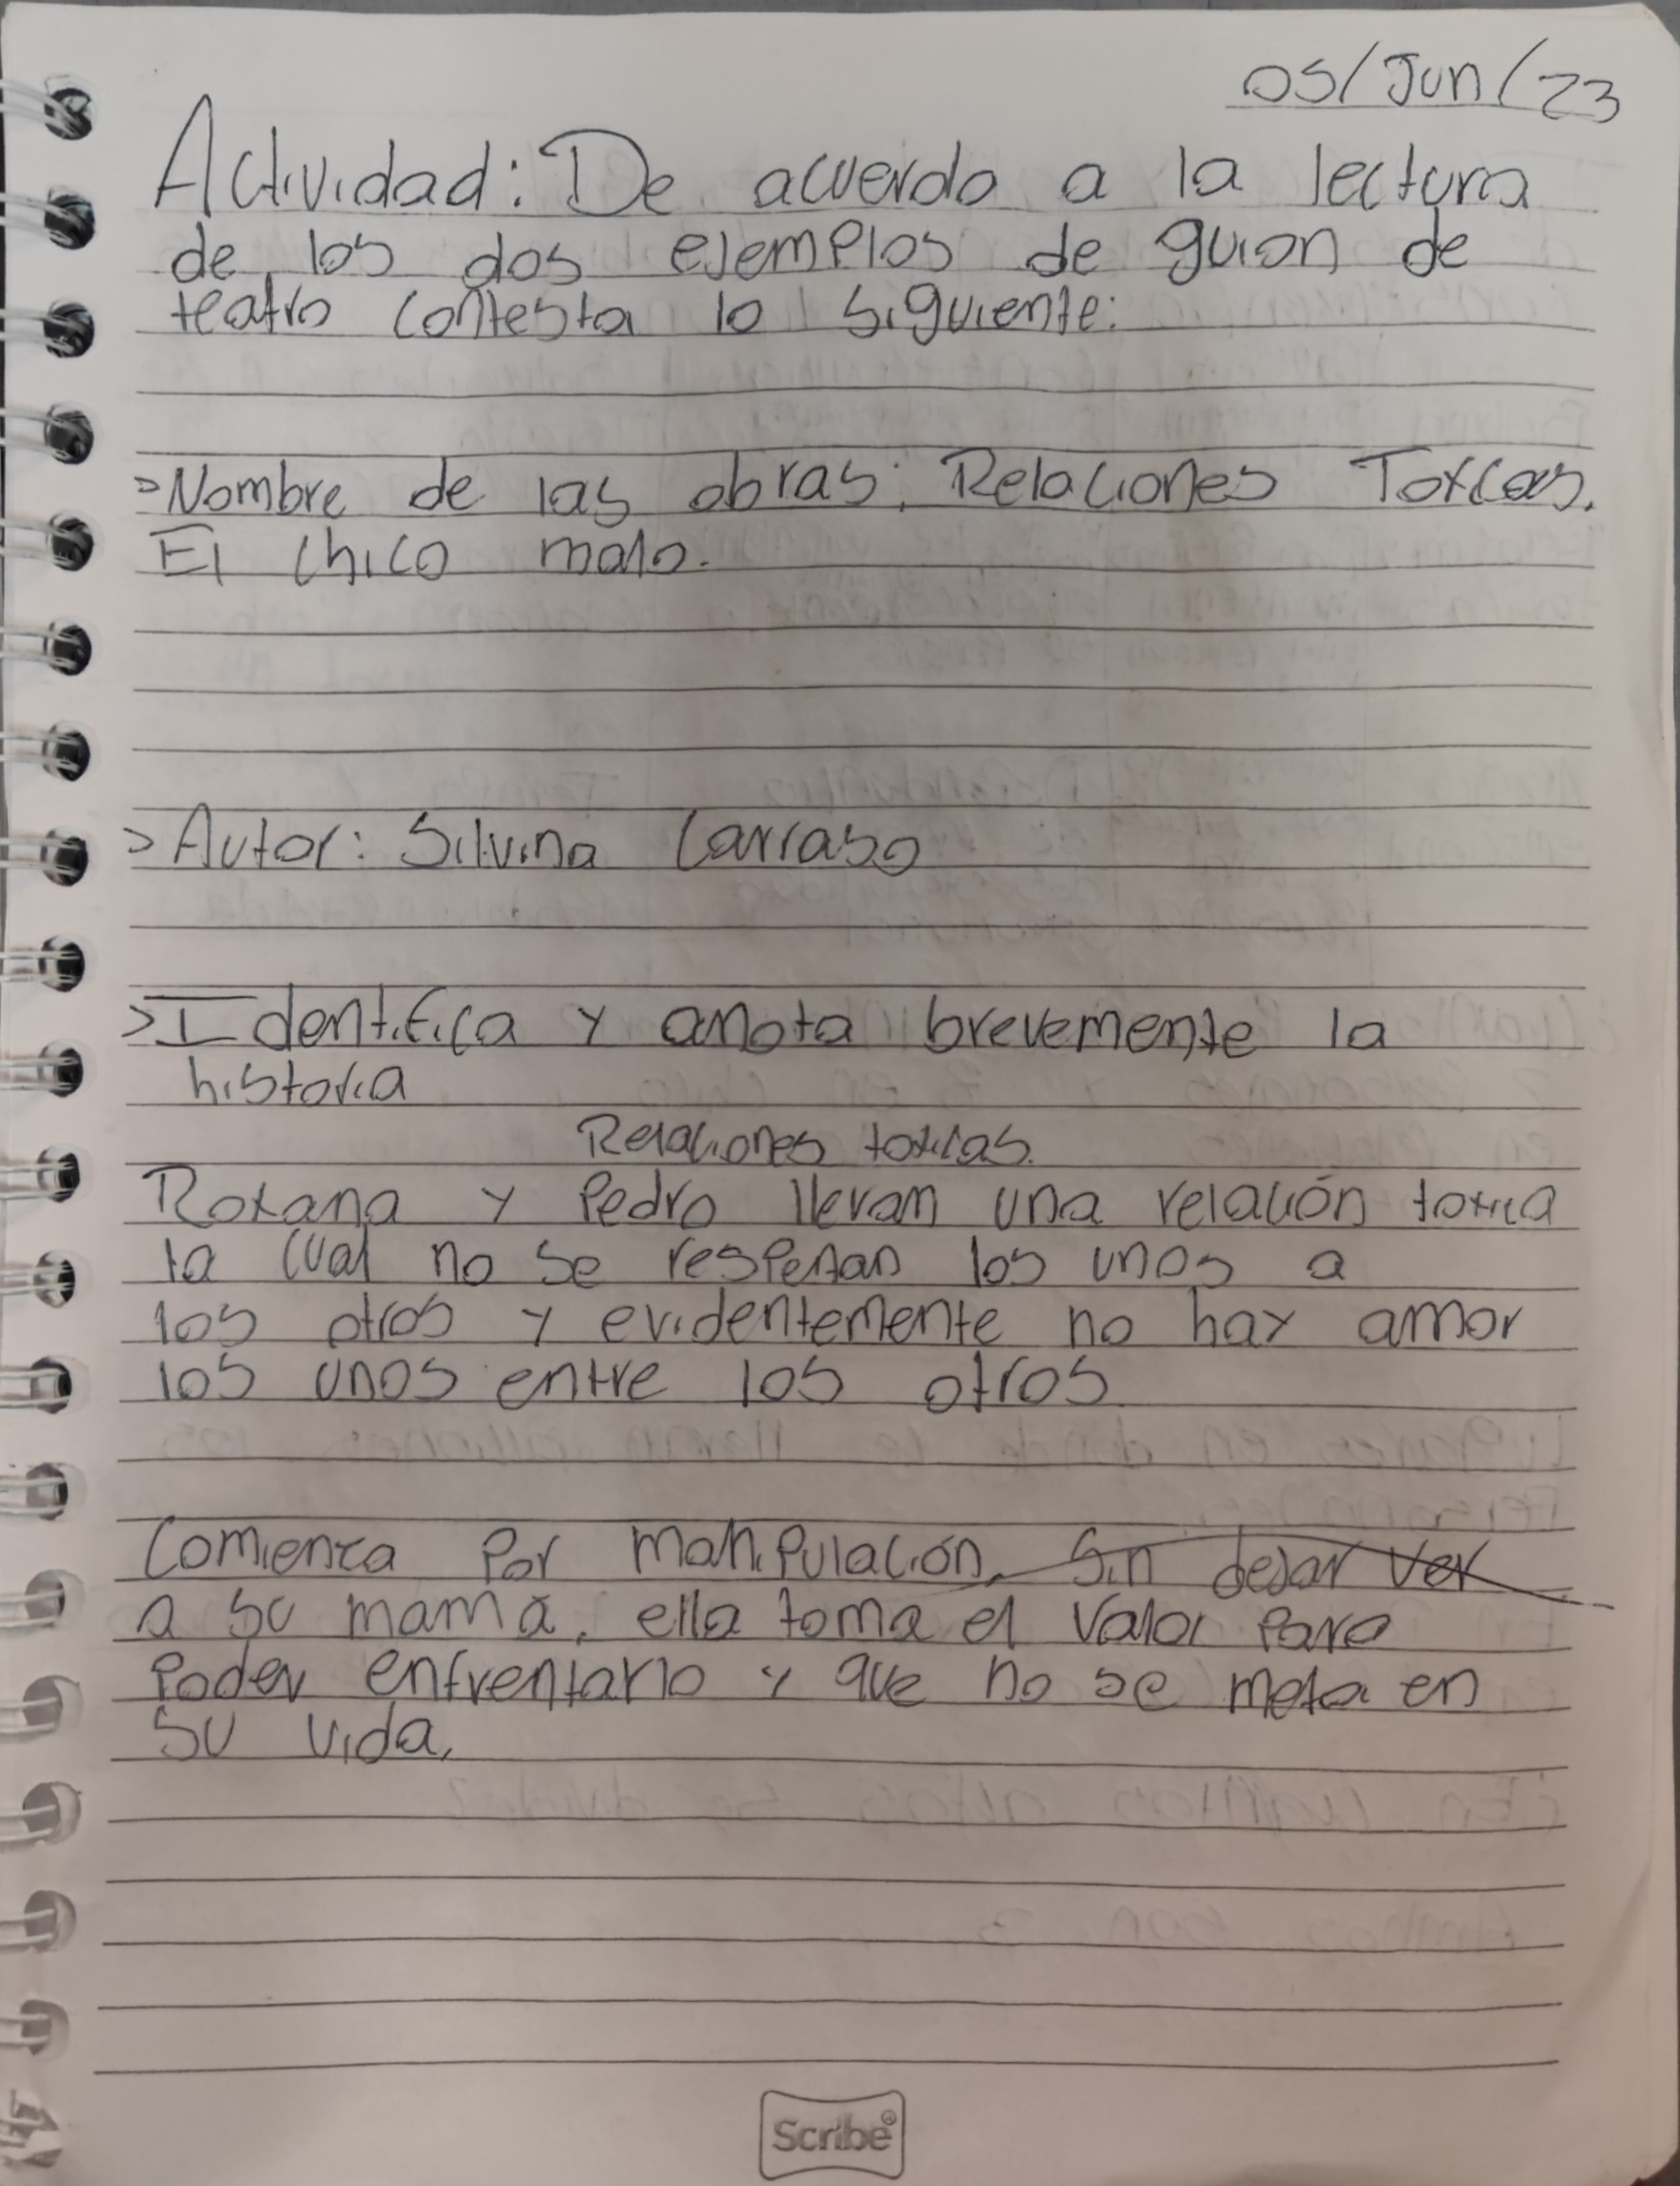 05/Jun/23
Actividad: De acuerdo a la lectura
de los dos ejemplos de guion de
teatro contesta lo siguiente:
>Nombre de las obras: Relaciones Toxicas.
El chico malo.
>Autor: Silvina Carrasco
>Identifica y anota brevemente la
historia
Relaciones toxicas.
Roxana y Pedro llevan una relación toxica
la cual no se respetan los unos a
los otros y evidentemente no hay amor
los unos entre los otros.
Comienza por manipulación, sin dejar ver
a su mamá, ella toma el valor para
poder enfrentarlo y que no se meta en
su vida.
Scribe®